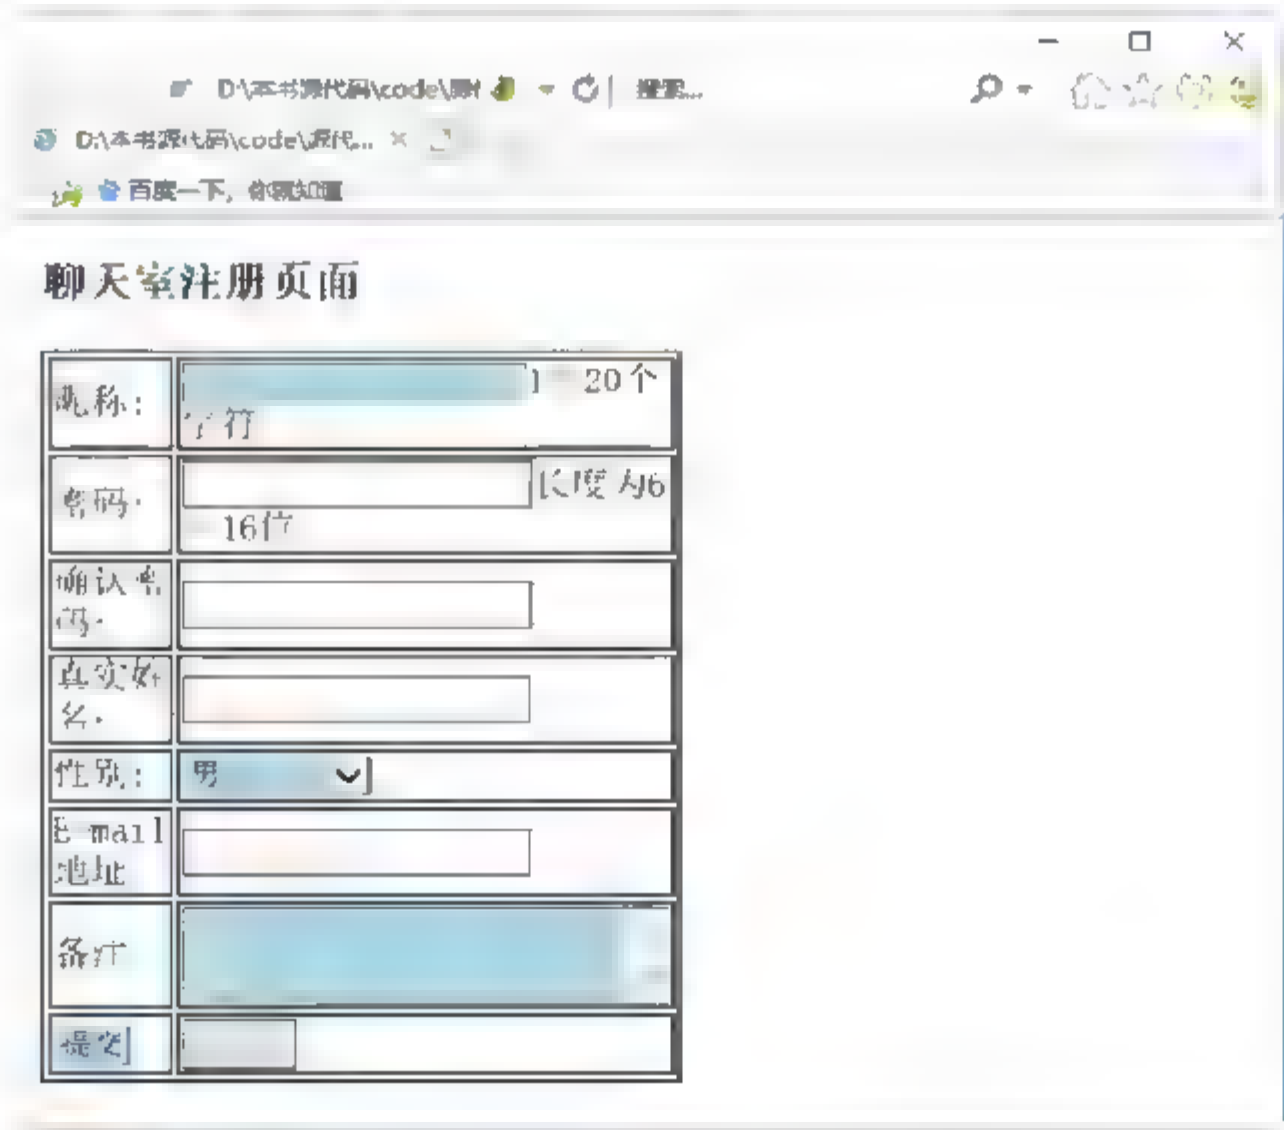 D:\本书源代码\code\源代 搜索...
D:\本书源代码\code\源代... ×
百度一下，你就知道
聊天室注册页面
昵称：
20个
字符
密码：
长度为6
16位
确认密
码：
真实姓
名：
性别：
男
E mail
地址
备注
提交